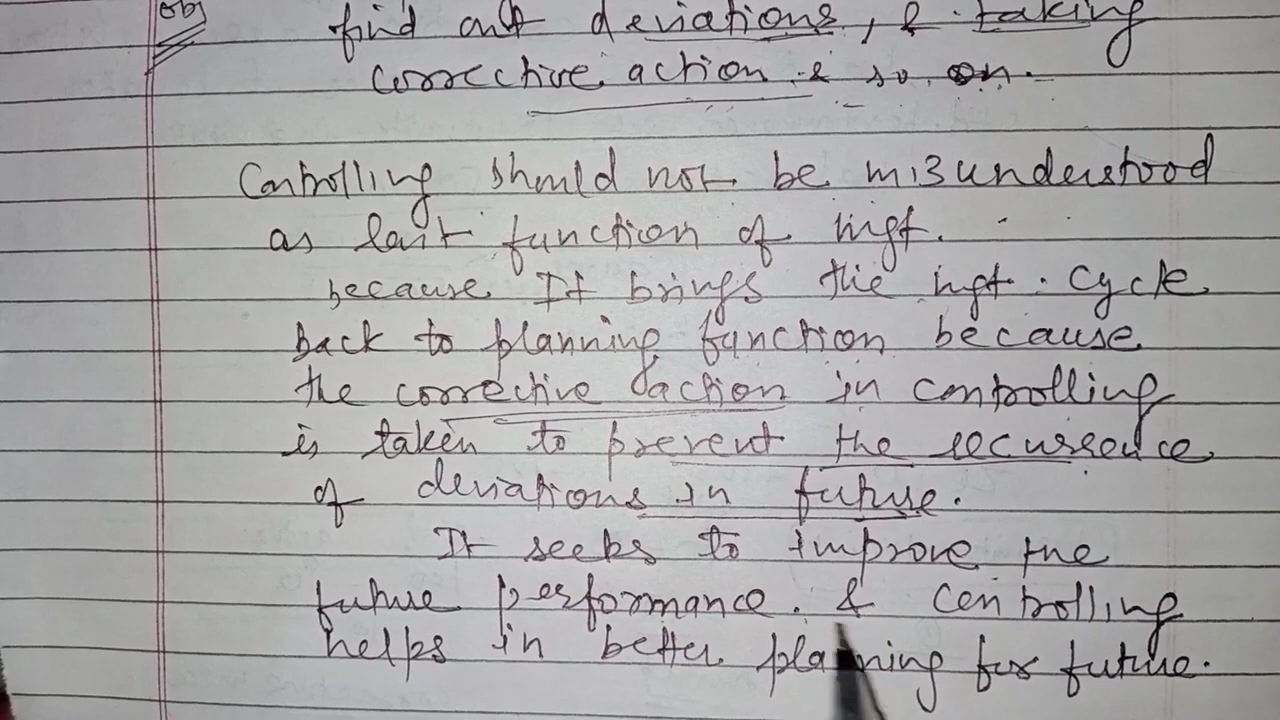 Obj
find out deviations, & taking
corrective action & so on.
Controlling should not be misunderstood
as last function of mgt.
because It brings the mgt. cycle
back to planning function because
the corrective action in controlling
is taken to prevent the recurrence
of deviations in future.
It seeks to improve the
future performance. & Controlling
helps in better planning for future.